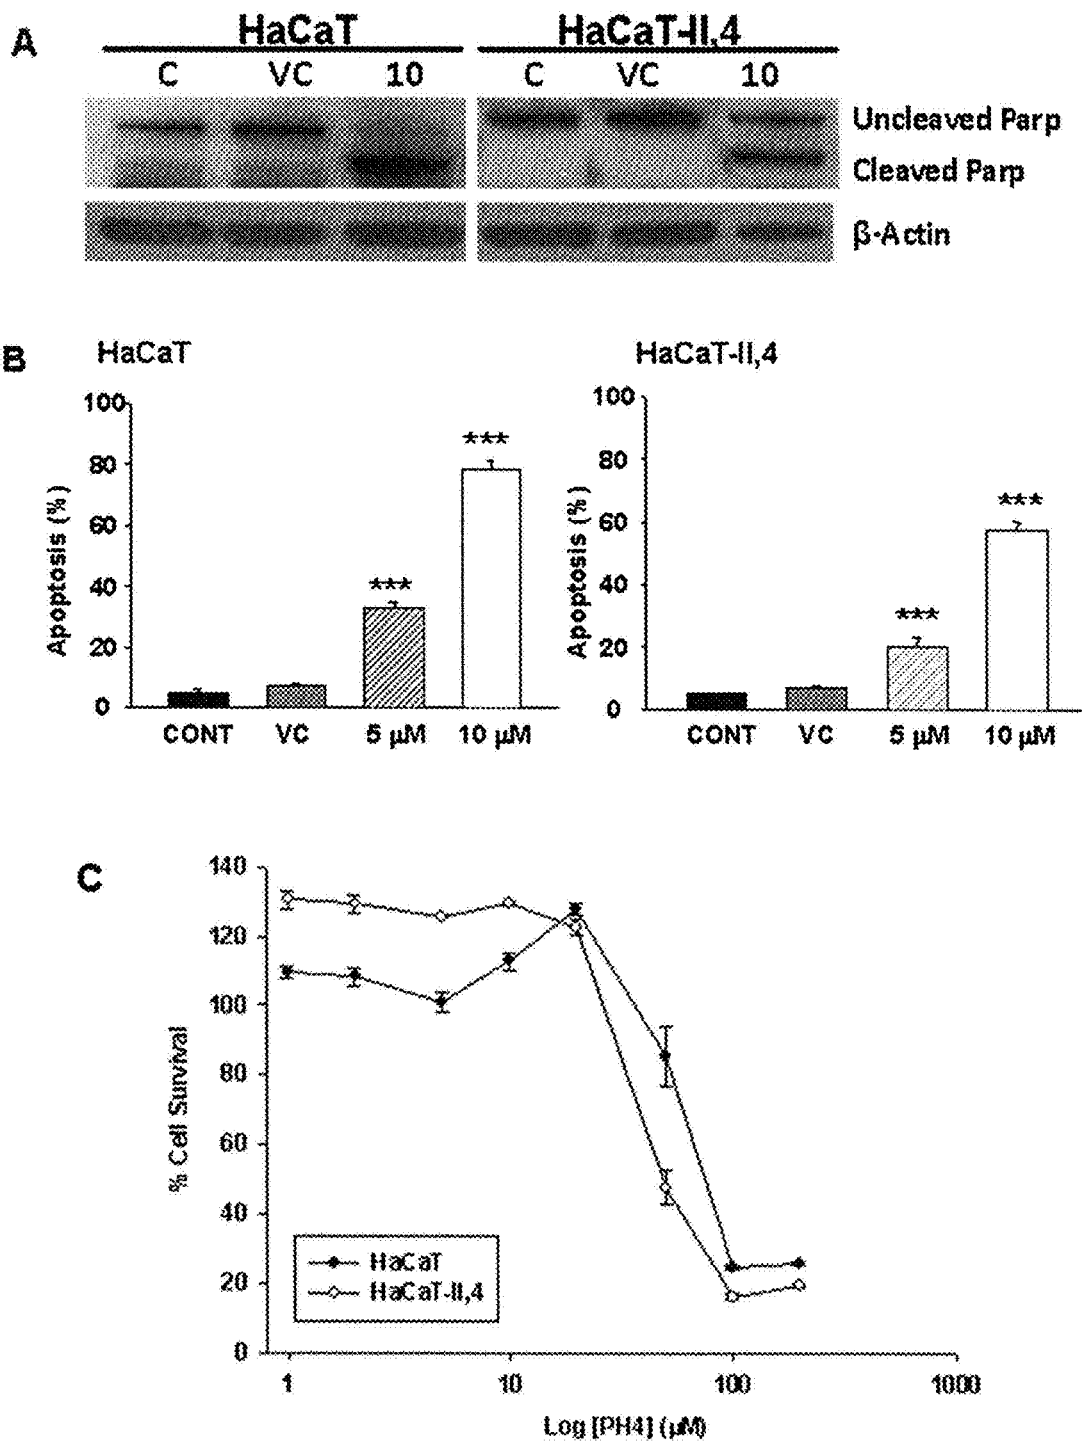 A
HaCaT HaCaT-II,4
C VC 10 C VC 10
Uncleaved Parp
Cleaved Parp
β-Actin
B
HaCaT HaCaT-II,4
100
80
60
40
20
0
Apoptosis (%)
***
***
CONT VC 5 µM 10 µM
100
80
60
40
20
0
Apoptosis (%)
***
***
CONT VC 5 µM 10 µM
C
140
120
100
80
60
40
20
0
% Cell Survival
HaCaT
HaCaT-II,4
1 10 100 1000
Log [PH4] (µM)